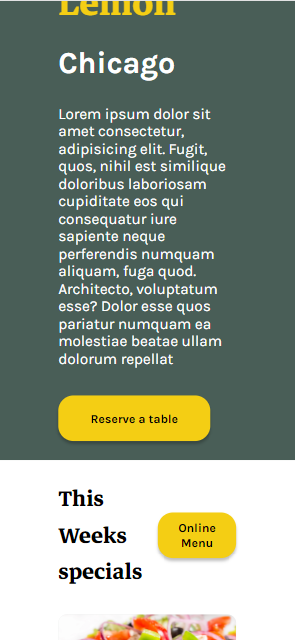 Lemon
Chicago
Lorem ipsum dolor sit
amet consectetur,
adipisicing elit. Fugit,
quos, nihil est similique
doloribus laboriosam
cupiditate eos qui
consequatur iure
sapiente neque
perferendis numquam
aliquam, fuga quod.
Architecto, voluptatum
esse? Dolor esse quos
pariatur numquam ea
molestiae beatae ullam
dolorum repellat
Reserve a table
This
Weeks
specials
Online
Menu